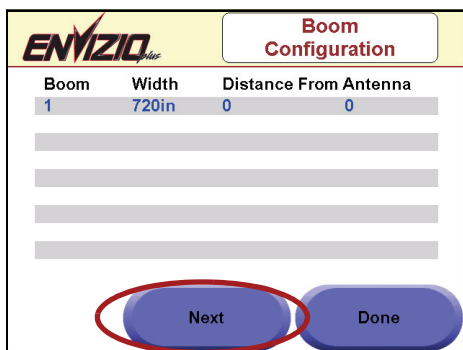 ENVIZIO plus
Boom
Configuration
Boom Width Distance From Antenna
1 720in 0 0
Next Done